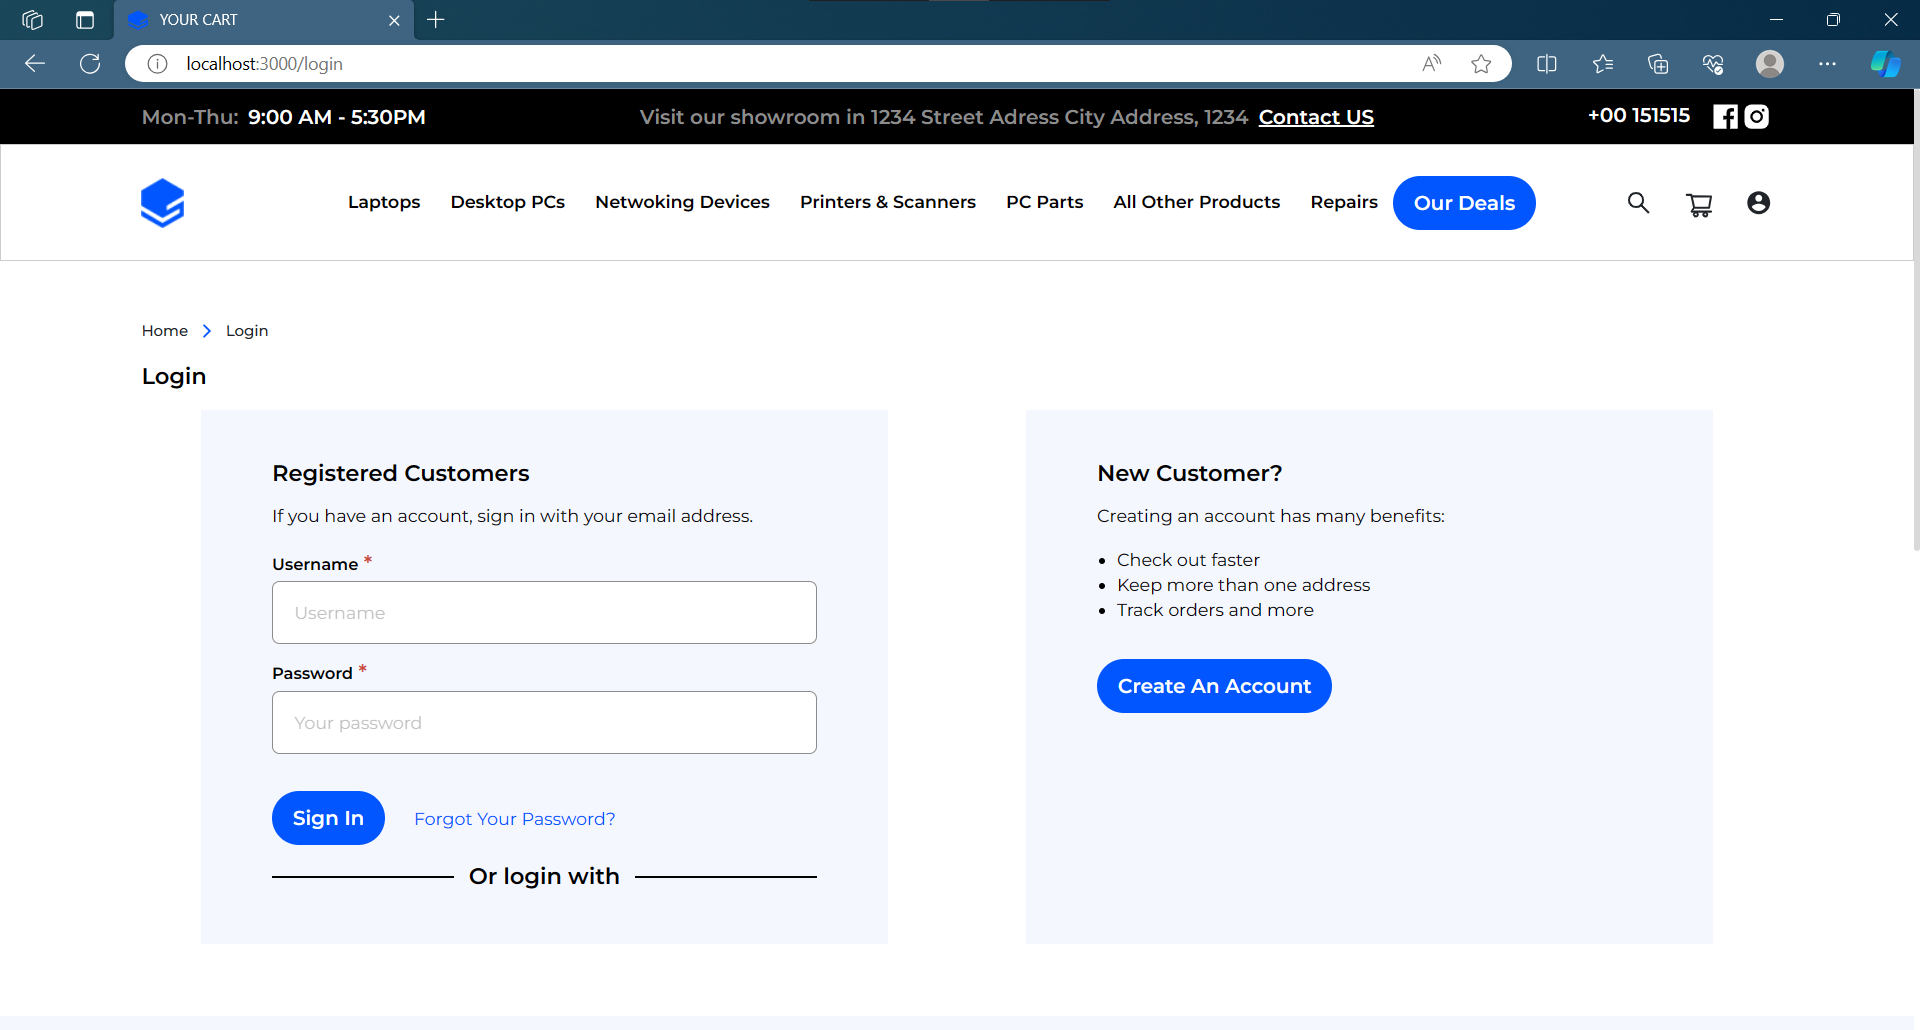 YOUR CART
localhost:3000/login
Mon-Thu: 9:00 AM - 5:30PM
Visit our showroom in 1234 Street Adress City Address, 1234 Contact US
+00 151515
Laptops
Desktop PCs
Netwoking Devices
Printers & Scanners
PC Parts
All Other Products
Repairs
Our Deals
Home
Login
Login
Registered Customers
If you have an account, sign in with your email address.
Username *
Username
Password *
Your password
Sign In
Forgot Your Password?
Or login with
New Customer?
Creating an account has many benefits:
• Check out faster
• Keep more than one address
• Track orders and more
Create An Account